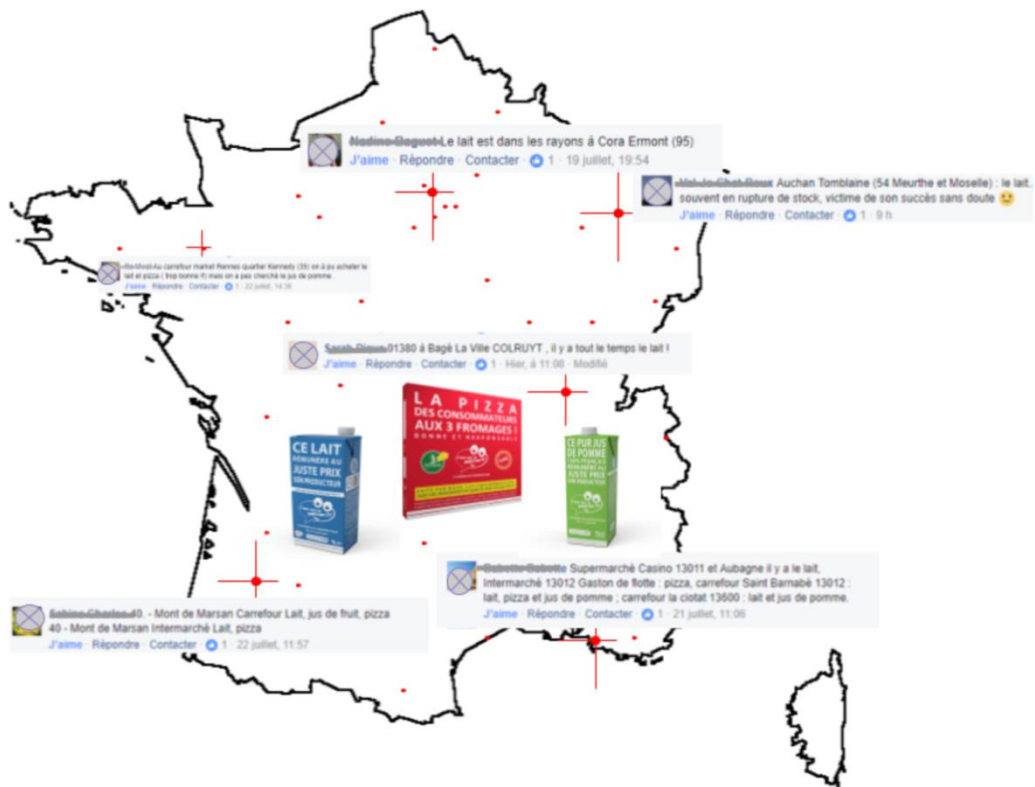 Le lait est dans les rayons à Cora Ermont (95)
J'aime · Répondre · Contacter · 1 · 19 juillet, 19:54
Auchan Tomblaine (54 Meurthe et Moselle) : le lait..
souvent en rupture de stock, victime de son succès sans doute
J'aime · Répondre · Contacter · 1 · 9 h
Au carrefour market Rennes quartier Kennedy (35) on à pu acheter le
lait et pizza ( trop bonne !!) mais on a pas cherché le jus de pomme.
J'aime · Répondre · Contacter · 1 · 22 juillet, 14:36
01380 à Bagé La Ville COLRUYT , il y a tout le temps le lait !
J'aime · Répondre · Contacter · 1 · Hier, à 11:08 · Modifié
LA PIZZA
DES CONSOMMATEURS
AUX 3 FROMAGES !
BONNE ET RESPONSABLE
CE LAIT
RÉMUNÈRE AU
JUSTE PRIX
SON PRODUCTEUR
CE PUR JUS
DE POMME
RÉMUNÈRE AU
JUSTE PRIX
SON PRODUCTEUR
Supermarchè Casino 13011 et Aubagne il y a le lait,
Intermarchè 13012 Gaston de flotte : pizza, carrefour Saint Barnabè 13012 :
lait, pizza et jus de pomme ; carrefour la ciotat 13600 : lait et jus de pomme.
J'aime · Répondre · Contacter · 1 · 21 juillet, 11:06
40. - Mont de Marsan Carrefour Lait, jus de fruit, pizza
40 - Mont de Marsan Intermarchè Lait, pizza
J'aime · Répondre · Contacter · 1 · 22 juillet, 11:57